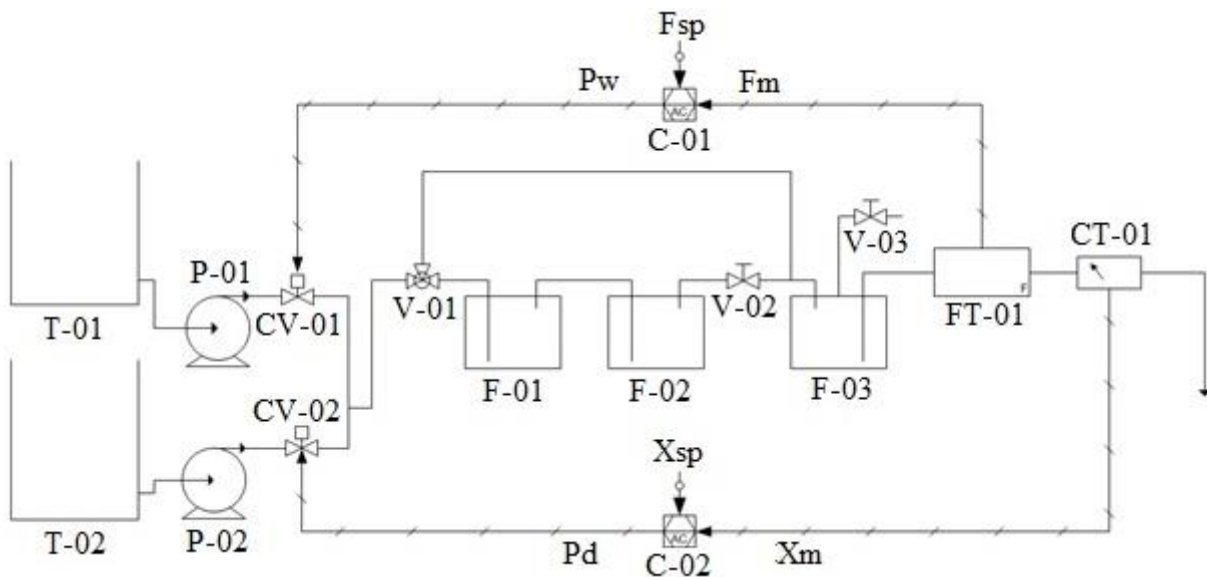 Fsp
Pw
Fm
AC
C-01
P-01
CV-01
T-01
V-01
V-02
V-03
F
FT-01
CT-01
F-01
F-02
F-03
CV-02
T-02
P-02
Xsp
AC
Pd
C-02
Xm